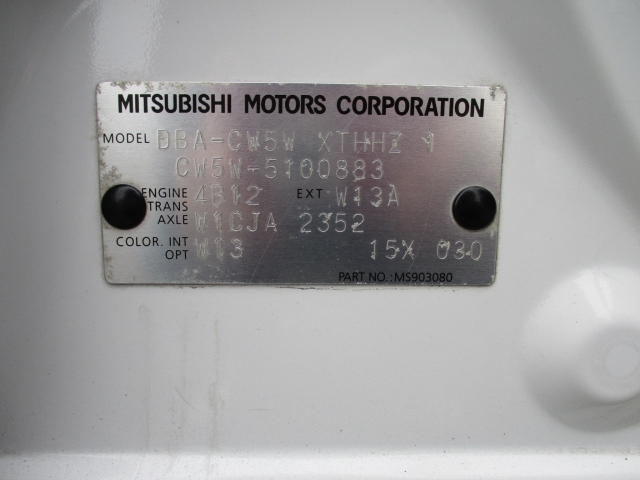 MITSUBISHI MOTORS CORPORATION
MODEL DBA-CW5W XTHHZ 1
CW5W-5100883
ENGINE 4B12 EXT W13A
TRANS AXLE W1CJA 2352
COLOR. INT OPT W13 15X 030
PART NO.:MS903080